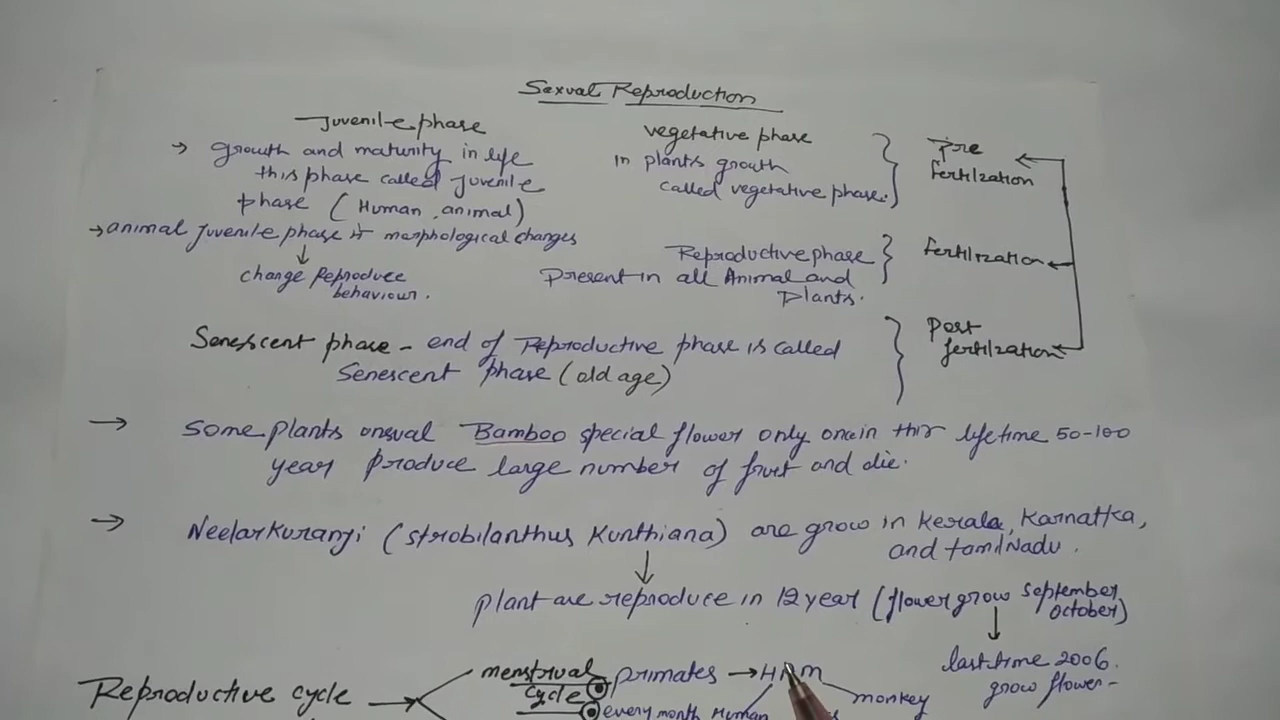 Sexual Reproduction
Juvenile phase
→ growth and maturity in life
this phase called Juvenile
phase (Human, animal)
→ animal juvenile phase morphological changes
↓
change Reproduce
behaviour.
vegetative phase
in plants growth
called vegetative phase.
Pre
fertilzation
Reproductive phase
Present in all Animal and
Plants.
fertilization
Senescent phase - end of Reproductive phase is called
Senescent phase (old age)
Post
fertilzation
→ some plants Bamboo special flower only once in this lifetime 50-100
year produce large number of fruit and die.
→ Neelarkuranji (strobilanthus Kunthiana) are grow in Kerala, Karnatka,
and tamilNadu.
↓
plant are reproduce in 12 year (flower grow september
october)
↓
last time 2006.
grow flower-
Reproductive cycle
menstrual
cycle
primates →
monkey
every month Human